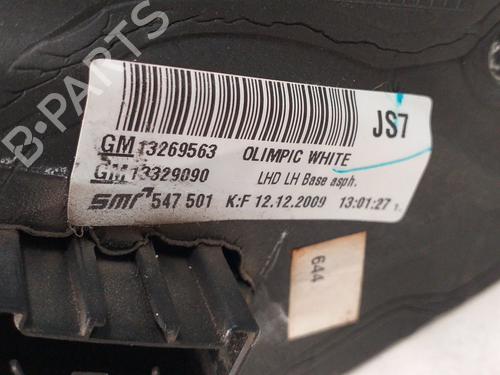 B-PARTS
JS7
GM 13269563 OLIMPIC WHITE
GM 13329090 LHD LH Base asph.
smr 547 501 K:F 12.12.2009 13:01:27 1.
644